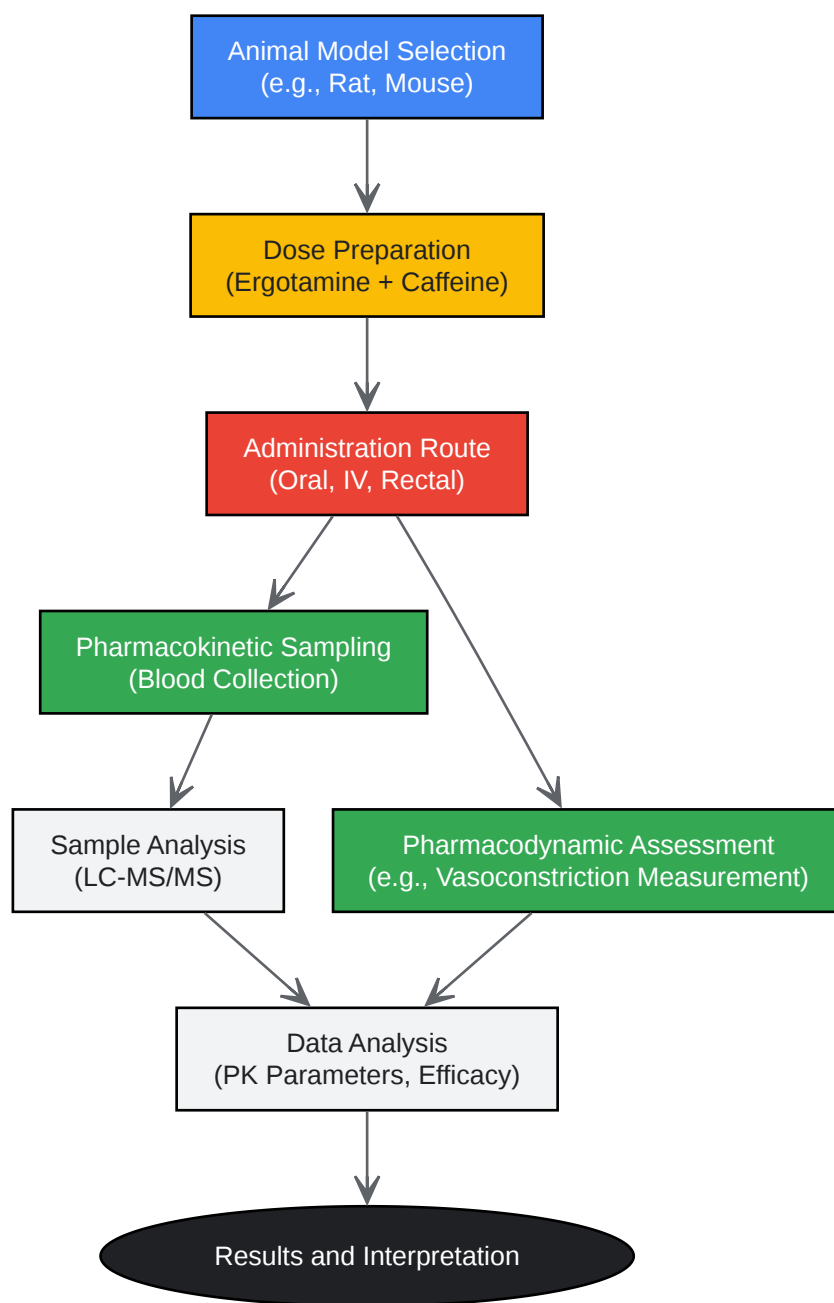 Animal Model Selection
(e.g., Rat, Mouse)
Dose Preparation
(Ergotamine + Caffeine)
Administration Route
(Oral, IV, Rectal)
Pharmacokinetic Sampling
(Blood Collection)
Sample Analysis
(LC-MS/MS)
Pharmacodynamic Assessment
(e.g., Vasoconstriction Measurement)
Data Analysis
(PK Parameters, Efficacy)
Results and Interpretation